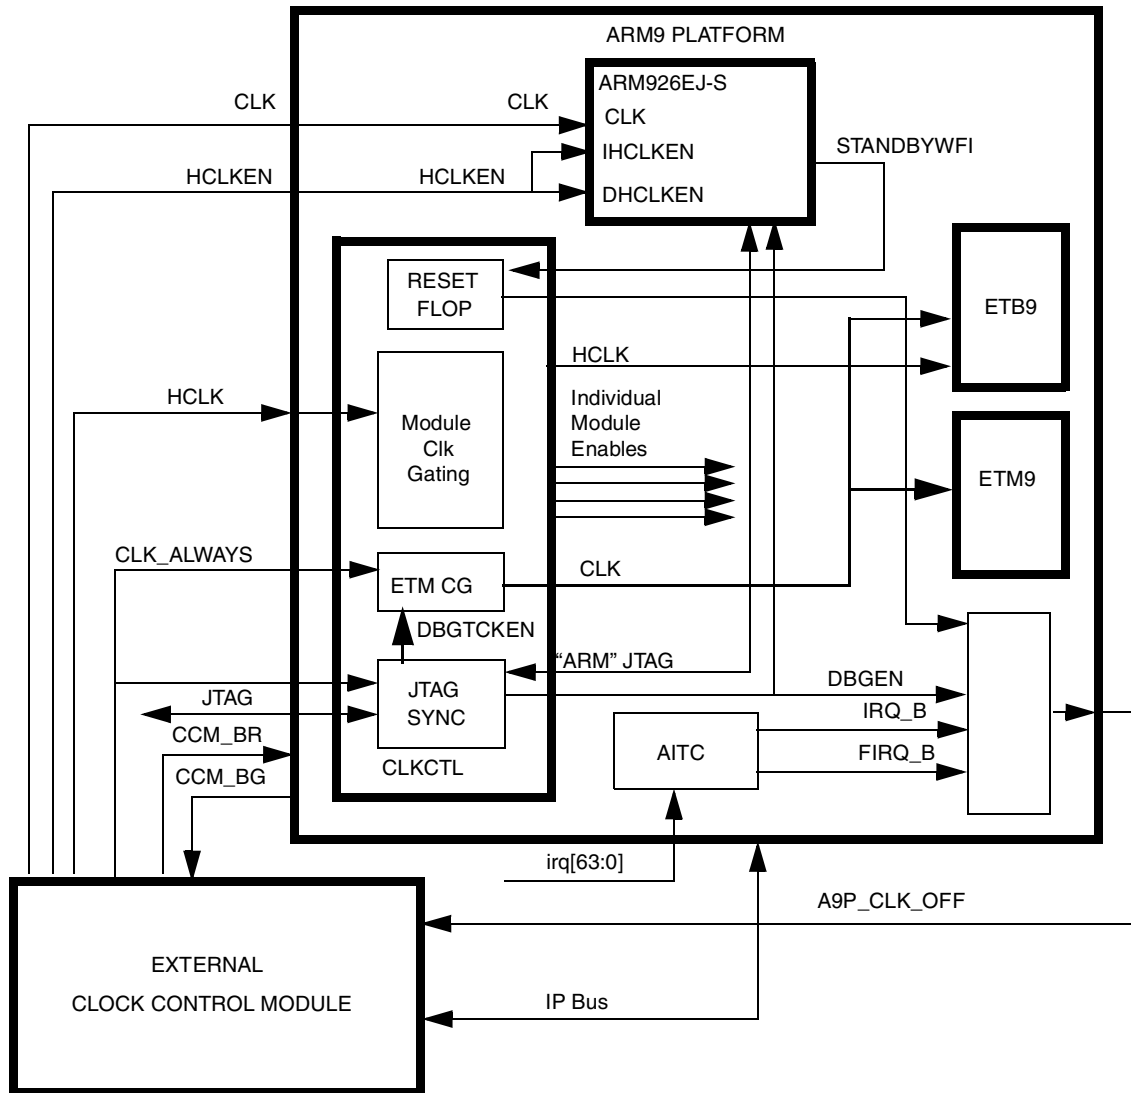 ARM9 PLATFORM
ARM926EJ-S
CLK
CLK
CLK
STANDBYWFI
IHCLKEN
HCLKEN
HCLKEN
DHCLKEN
RESET
FLOP
ETB9
HCLK
HCLK
Individual
Module
Enables
Module
Clk
Gating
ETM9
CLK_ALWAYS
CLK
ETM CG
DBGTCKEN
"ARM" JTAG
DBGEN
JTAG
JTAG
SYNC
IRQ_B
CCM_BR
AITC
FIRQ_B
CLKCTL
CCM_BG
irq[63:0]
A9P_CLK_OFF
EXTERNAL
CLOCK CONTROL MODULE
IP Bus